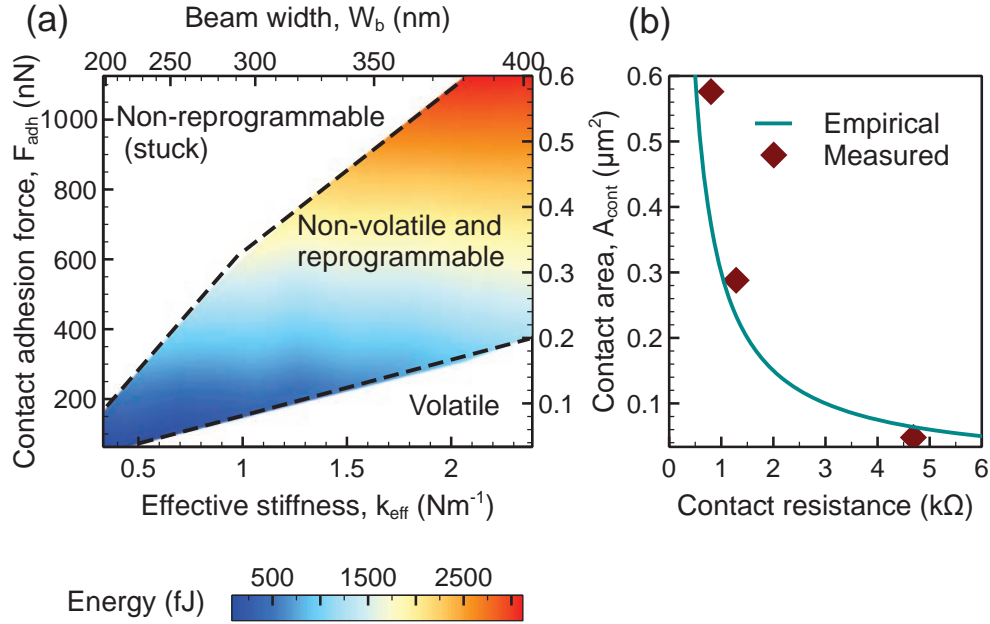 (a)
Beam width, W_b (nm)
200 250 300 350 400
Contact adhesion force, F_adh (nN)
1000
800
600
400
200
0.6
0.5
0.4
0.3
0.2
0.1
Non-reprogrammable
(stuck)
Non-volatile and
reprogrammable
Volatile
0.5 1 1.5 2
Effective stiffness, k_eff (Nm⁻¹)
500 1500 2500
Energy (fJ)
(b)
Contact area, A_cont (μm²)
0.6
0.5
0.4
0.3
0.2
0.1
0
Empirical
Measured
0 1 2 3 4 5 6
Contact resistance (kΩ)